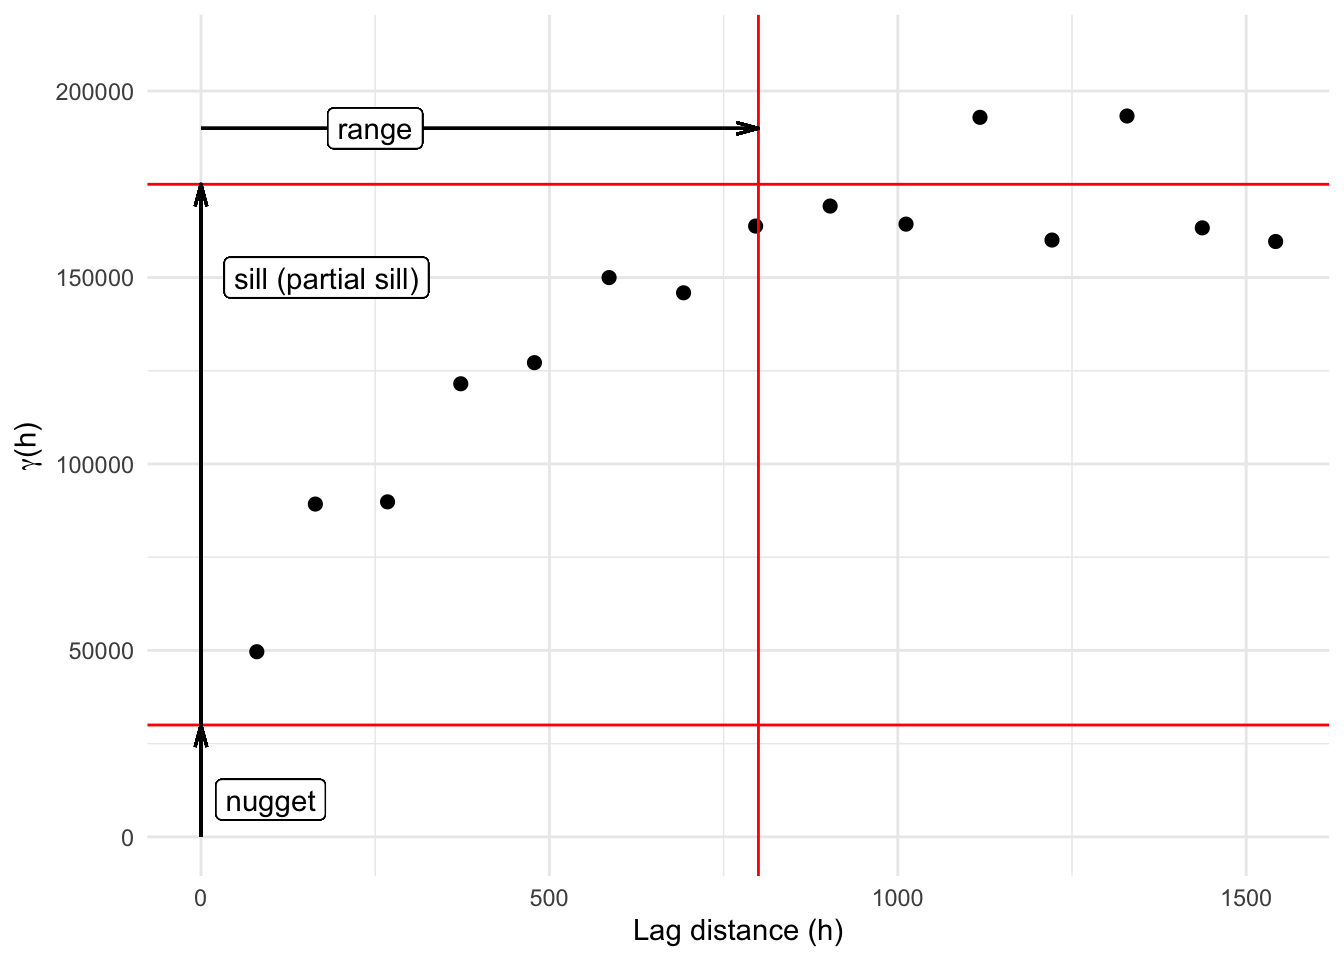 200000
range
sill (partial sill)
150000
100000
γ(h)
50000
nugget
0
0 500 1000 1500
Lag distance (h)